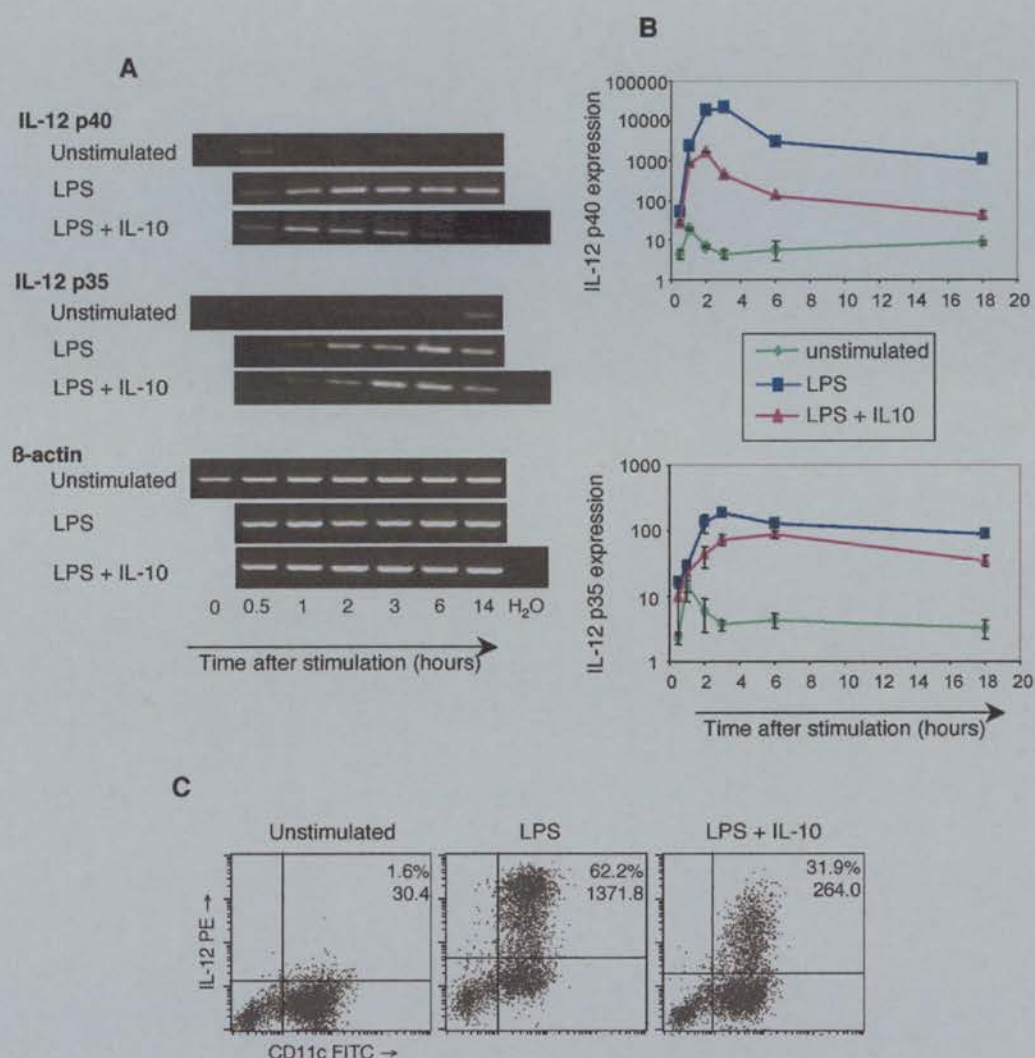 A
IL-12 p40
Unstimulated
LPS
LPS + IL-10
IL-12 p35
Unstimulated
LPS
LPS + IL-10
ß-actin
Unstimulated
LPS
LPS + IL-10
0 0.5 1 2 3 6 14 H₂O
Time after stimulation (hours)
B
IL-12 p40 expression
100000
10000
1000
100
10
1
0 2 4 6 8 10 12 14 16 18 20
unstimulated
LPS
LPS + IL10
IL-12 p35 expression
1000
100
10
1
0 2 4 6 8 10 12 14 16 18 20
Time after stimulation (hours)
C
Unstimulated
1.6%
30.4
LPS
62.2%
1371.8
LPS + IL-10
31.9%
264.0
IL-12 PE →
CD11c FITC →